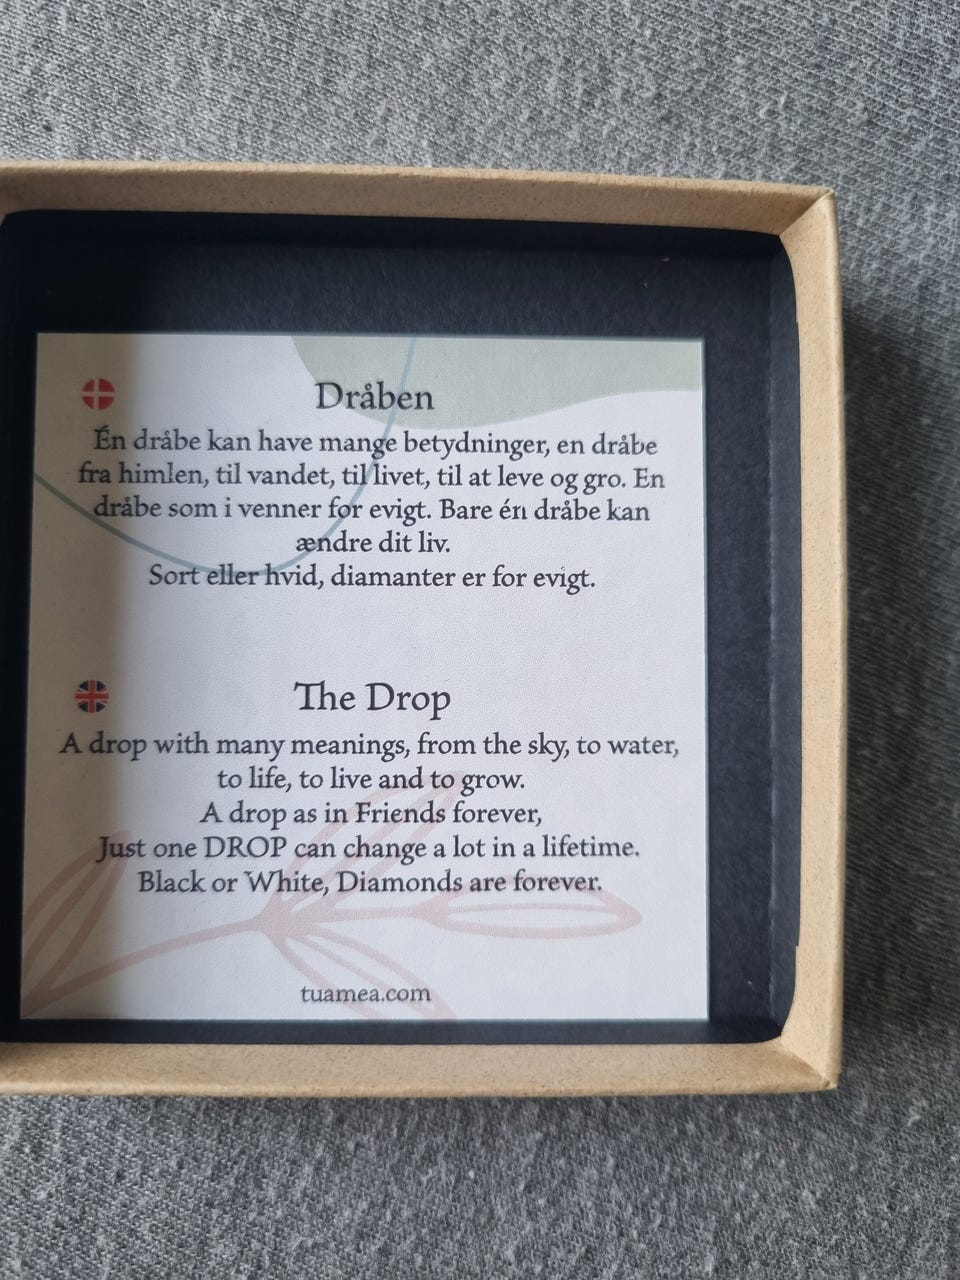 Dråben
Én dråbe kan have mange betydninger, en dråbe
fra himlen, til vandet, til livet, til at leve og gro. En
dråbe som i venner for evigt. Bare én dråbe kan
ændre dit liv.
Sort eller hvid, diamanter er for evigt.
The Drop
A drop with many meanings, from the sky, to water,
to life, to live and to grow.
A drop as in Friends forever,
Just one DROP can change a lot in a lifetime.
Black or White, Diamonds are forever.
tuamea.com